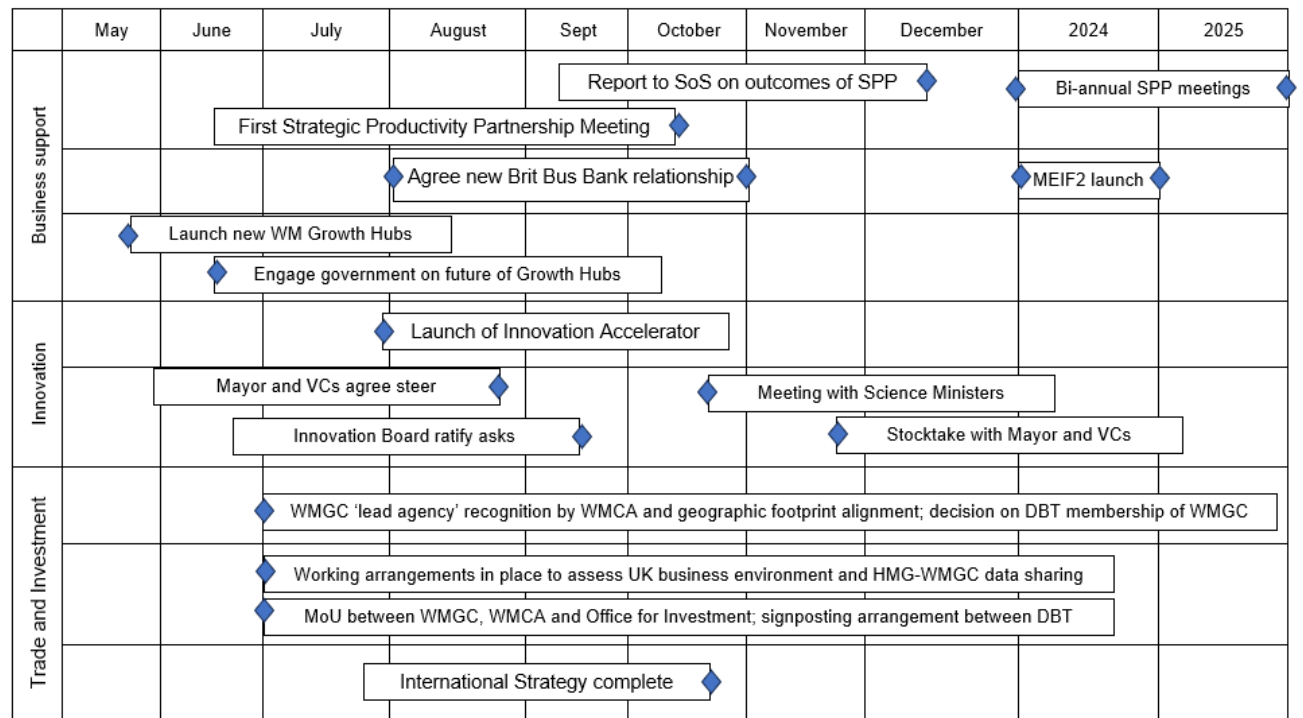 May June July August Sept October November December 2024 2025
Business support
Report to SoS on outcomes of SPP
Bi-annual SPP meetings
First Strategic Productivity Partnership Meeting
Agree new Brit Bus Bank relationship
MEIF2 launch
Launch new WM Growth Hubs
Engage government on future of Growth Hubs
Innovation
Launch of Innovation Accelerator
Mayor and VCs agree steer
Meeting with Science Ministers
Innovation Board ratify asks
Stocktake with Mayor and VCs
Trade and Investment
WMGC ‘lead agency’ recognition by WMCA and geographic footprint alignment; decision on DBT membership of WMGC
Working arrangements in place to assess UK business environment and HMG-WMGC data sharing
MoU between WMGC, WMCA and Office for Investment; signposting arrangement between DBT
International Strategy complete